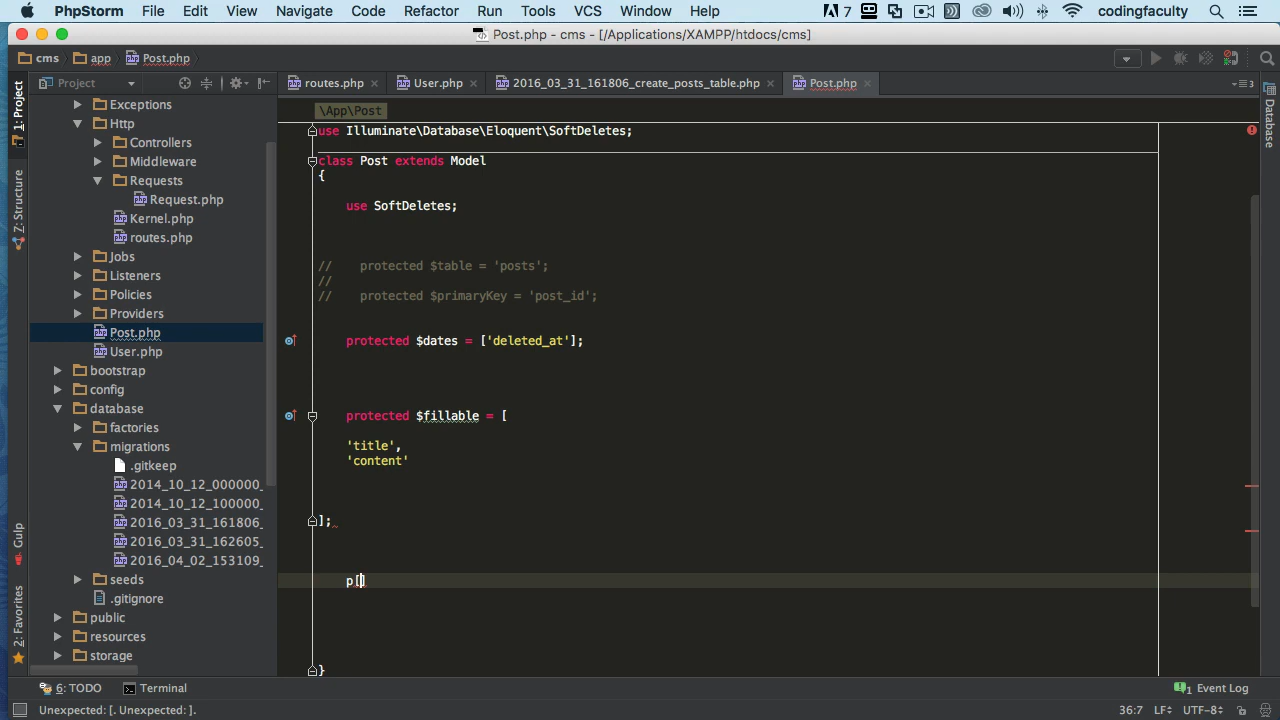 PhpStorm File Edit View Navigate Code Refactor Run Tools VCS Window Help 7 codingfaculty
Post.php - cms - [/Applications/XAMPP/htdocs/cms]
cms app Post.php
Project routes.php User.php 2016_03_31_161806_create_posts_table.php Post.php
\App\Post
Exceptions
Http
Controllers
Middleware
Requests
Request.php
Kernel.php
routes.php
Jobs
Listeners
Policies
Providers
Post.php
User.php
bootstrap
config
database
factories
migrations
.gitkeep
2014_10_12_000000_
2014_10_12_100000_
2016_03_31_161806_
2016_03_31_162605_
2016_04_02_153109_
seeds
.gitignore
public
resources
storage
use Illuminate\Database\Eloquent\SoftDeletes;
class Post extends Model
{
use SoftDeletes;
// protected $table = 'posts';
//
// protected $primaryKey = 'post_id';
protected $dates = ['deleted_at'];
protected $fillable = [
'title',
'content'
];
p[]
}
1: Project
7: Structure
Gulp
2: Favorites
Database
6: TODO Terminal 1 Event Log
Unexpected: [. Unexpected: ]. 36:7 LF UTF-8